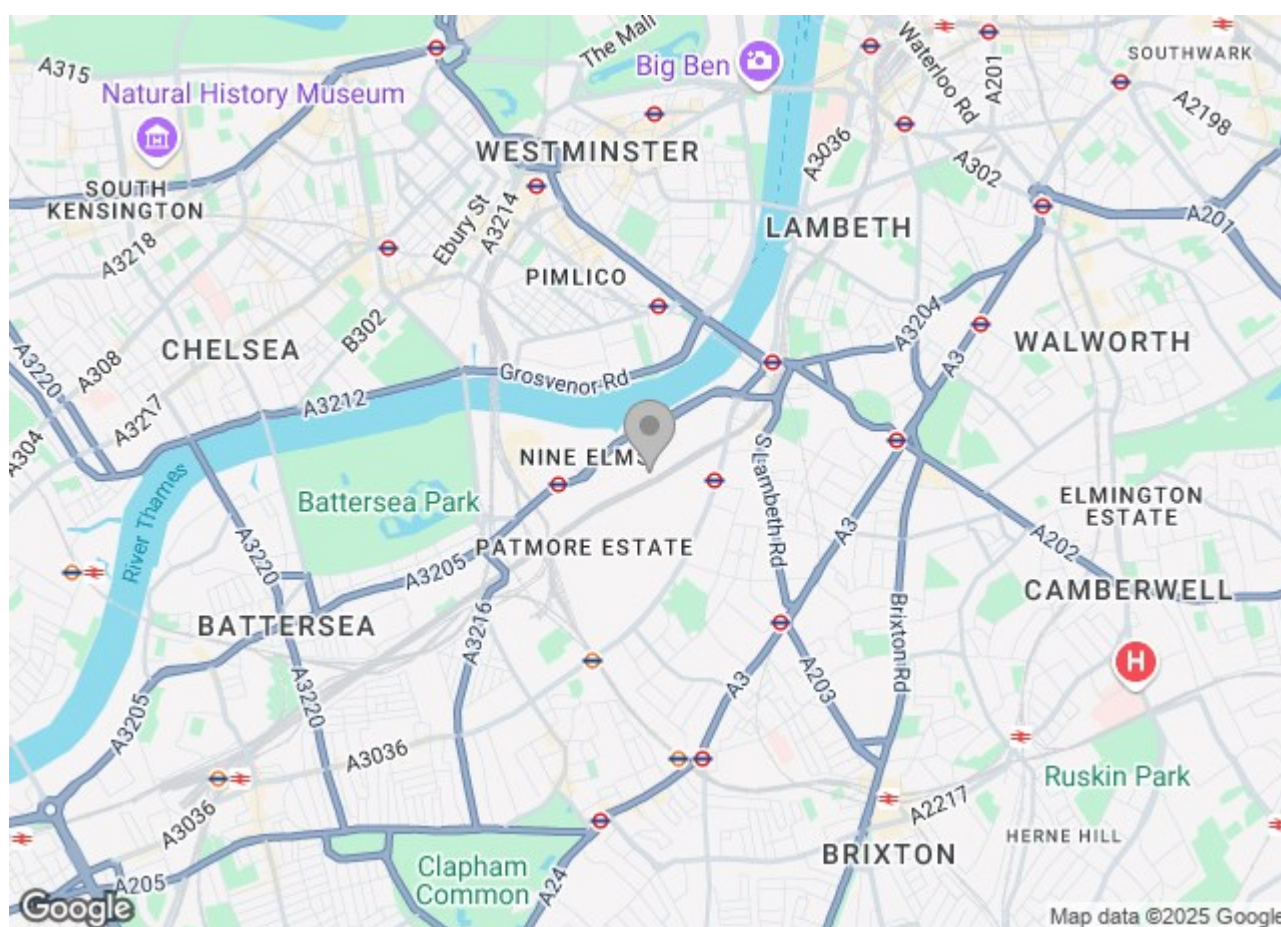 A315
The Mall
Big Ben
Waterloo Rd
A201
SOUTHWARK
Natural History Museum
A2198
WESTMINSTER
A3036
A302
SOUTH
KENSINGTON
Ebury St
A3214
LAMBETH
A201
A3218
PIMLICO
B302
A3204
A3220
A308
CHELSEA
A3
WALWORTH
A3217
Grosvenor Rd
A3212
A304
NINE ELMS
S Lambeth Rd
River Thames
Battersea Park
ELMINGTON
ESTATE
A3220
PATMORE ESTATE
A3
A202
A3205
CAMBERWELL
BATTERSEA
A3216
Brixton Rd
H
A3220
A3
A203
A3205
A3036
Ruskin Park
A3036
A2217
HERNE HILL
BRIXTON
Clapham
Common
A24
A205
Google
Map data ©2025 Google